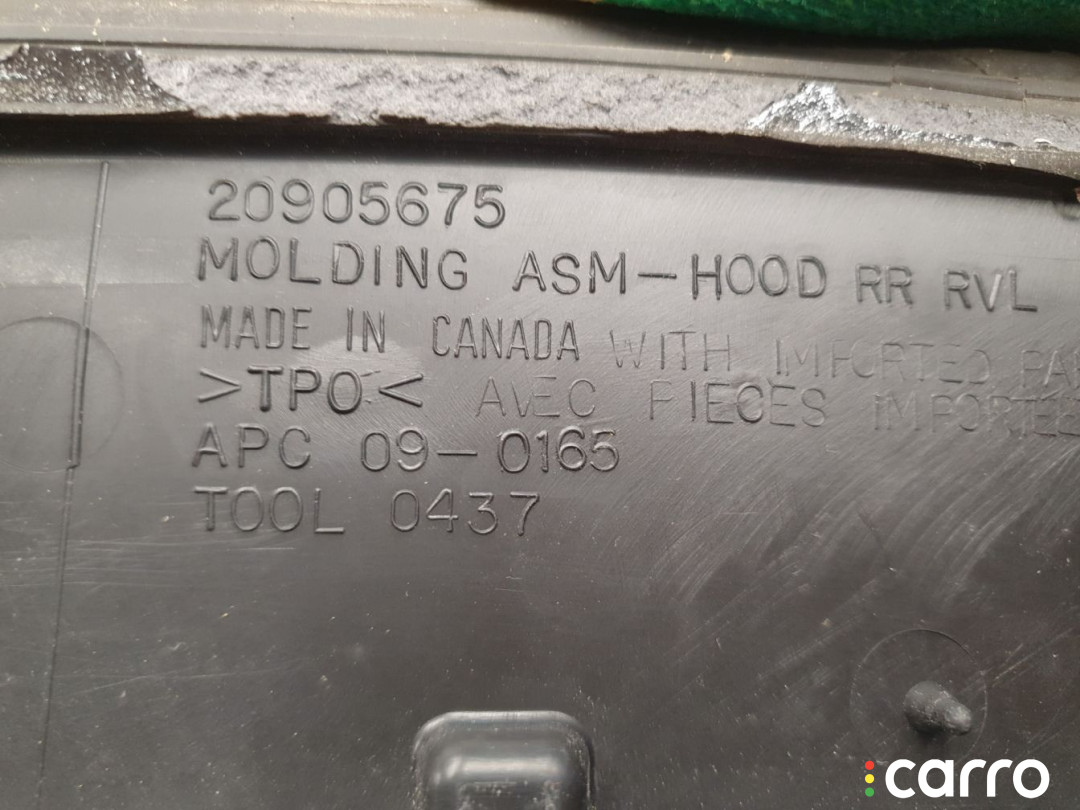 20905675
MOLDING ASM-HOOD RR RVL
MADE IN CANADA WITH IMPORTED
>TPO< AVEC PIECES
APC 09-0165
TOOL 0437
carro